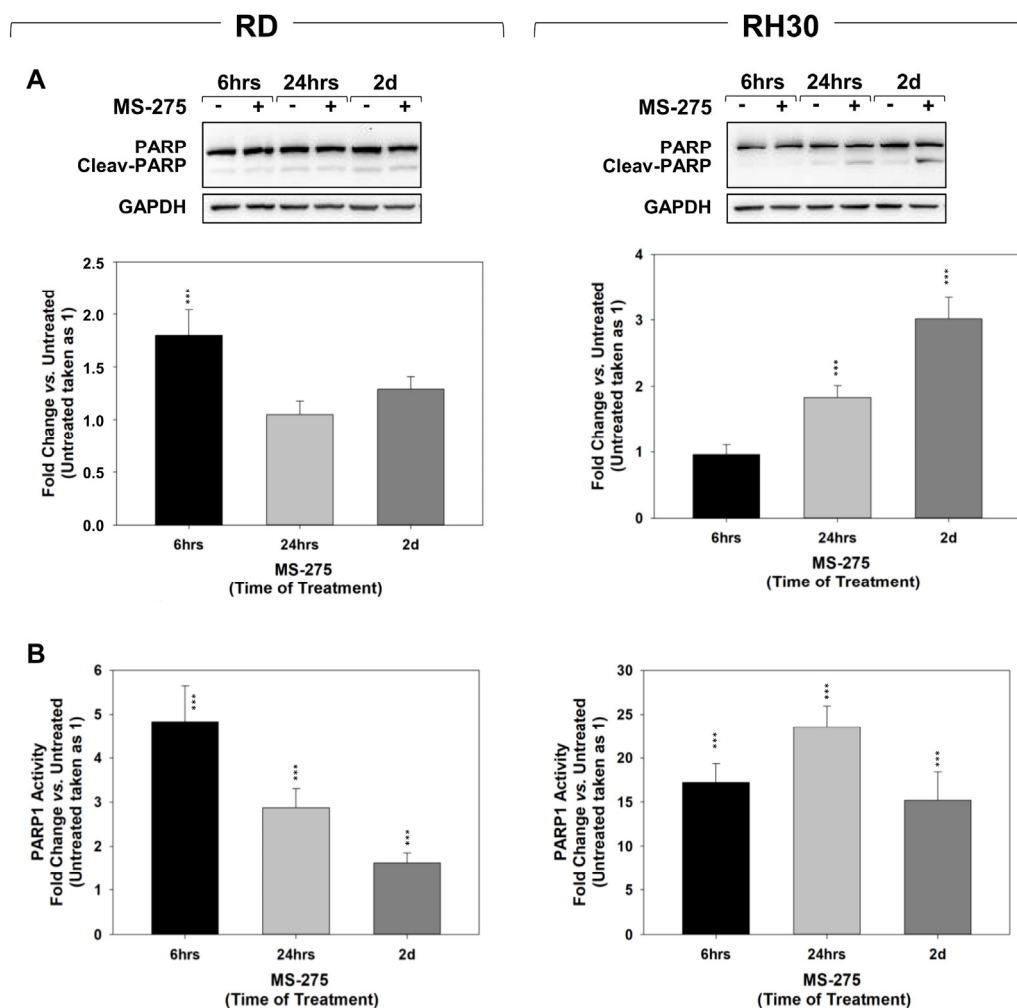 RD
RH30
A
6hrs 24hrs 2d
MS-275 - + - + - +
PARP
Cleav-PARP
GAPDH
Fold Change vs. Untreated
(Untreated taken as 1)
2.5
2.0
1.5
1.0
0.5
0.0
***
6hrs 24hrs 2d
MS-275
(Time of Treatment)
6hrs 24hrs 2d
MS-275 - + - + - +
PARP
Cleav-PARP
GAPDH
Fold Change vs. Untreated
(Untreated taken as 1)
4
3
2
1
0
***
***
6hrs 24hrs 2d
MS-275
(Time of Treatment)
B
PARP1 Activity
Fold Change vs. Untreated
(Untreated taken as 1)
6
5
4
3
2
1
0
***
***
***
6hrs 24hrs 2d
MS-275
(Time of Treatment)
PARP1 Activity
Fold Change vs. Untreated
(Untreated taken as 1)
30
25
20
15
10
5
0
***
***
***
6hrs 24hrs 2d
MS-275
(Time of Treatment)